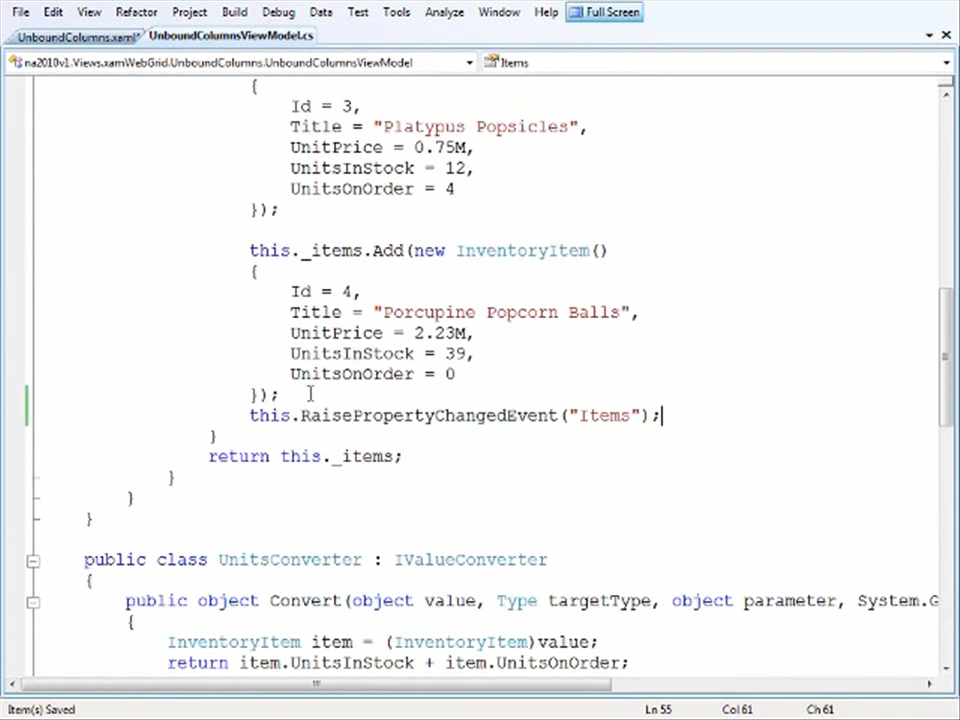 File Edit View Refactor Project Build Debug Data Test Tools Analyze Window Help Full Screen
UnboundColumns.xaml* UnboundColumnsViewModel.cs
na2010v1.Views.xamWebGrid.UnboundColumns.UnboundColumnsViewModel Items
{
Id = 3,
Title = "Platypus Popsicles",
UnitPrice = 0.75M,
UnitsInStock = 12,
UnitsOnOrder = 4
});
this._items.Add(new InventoryItem()
{
Id = 4,
Title = "Porcupine Popcorn Balls",
UnitPrice = 2.23M,
UnitsInStock = 39,
UnitsOnOrder = 0
});
this.RaisePropertyChangedEvent("Items");
}
return this._items;
}
}
}
public class UnitsConverter : IValueConverter
{
public object Convert(object value, Type targetType, object parameter, System.G
{
InventoryItem item = (InventoryItem)value;
return item.UnitsInStock + item.UnitsOnOrder;
Item(s) Saved Ln 55 Col 61 Ch 61